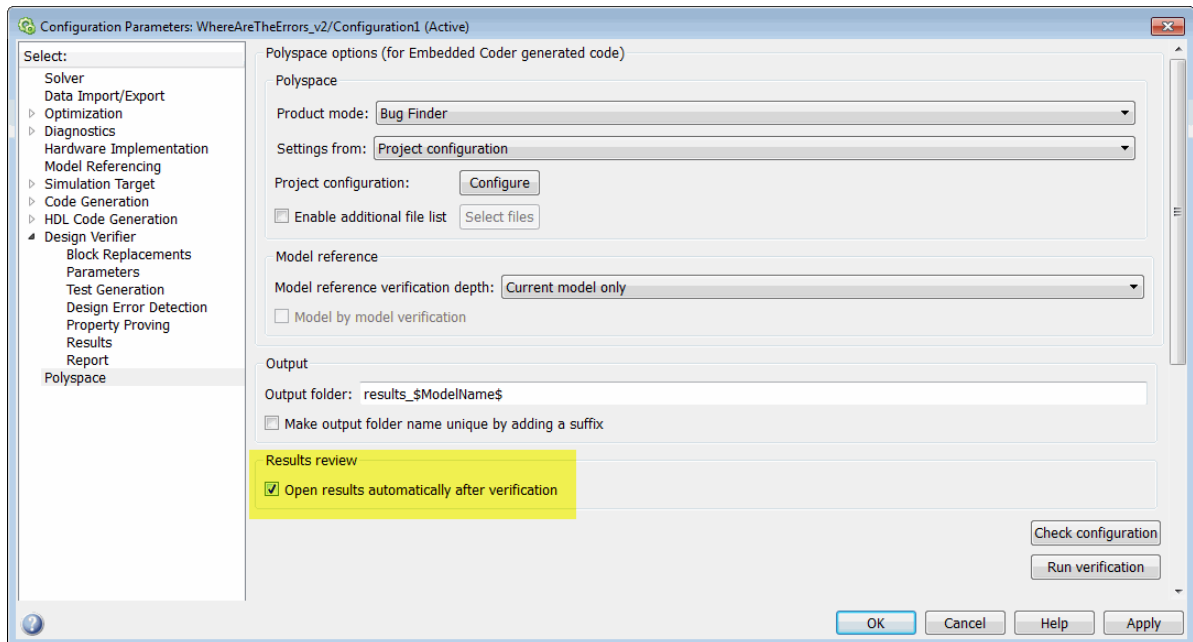 Configuration Parameters: WhereAreTheErrors_v2/Configuration1 (Active)
Select:
Solver
Data Import/Export
Optimization
Diagnostics
Hardware Implementation
Model Referencing
Simulation Target
Code Generation
HDL Code Generation
Design Verifier
Block Replacements
Parameters
Test Generation
Design Error Detection
Property Proving
Results
Report
Polyspace
Polyspace options (for Embedded Coder generated code)
Polyspace
Product mode: Bug Finder
Settings from: Project configuration
Project configuration: Configure
Enable additional file list Select files
Model reference
Model reference verification depth: Current model only
Model by model verification
Output
Output folder: results_$ModelName$
Make output folder name unique by adding a suffix
Results review
Open results automatically after verification
Check configuration
Run verification
OK Cancel Help Apply